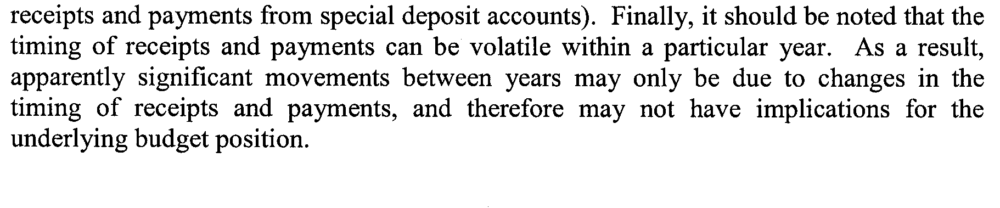 receipts and payments from special deposit accounts). Finally, it should be noted that the
timing of receipts and payments can be volatile within a particular year. As a result,
apparently significant movements between years may only be due to changes in the
timing of receipts and payments, and therefore may not have implications for the
underlying budget position.